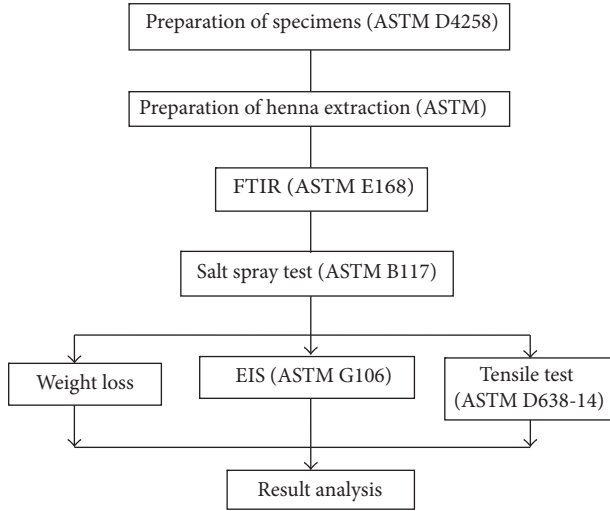 Preparation of specimens (ASTM D4258)
Preparation of henna extraction (ASTM)
FTIR (ASTM E168)
Salt spray test (ASTM B117)
Weight loss
EIS (ASTM G106)
Tensile test
(ASTM D638-14)
Result analysis